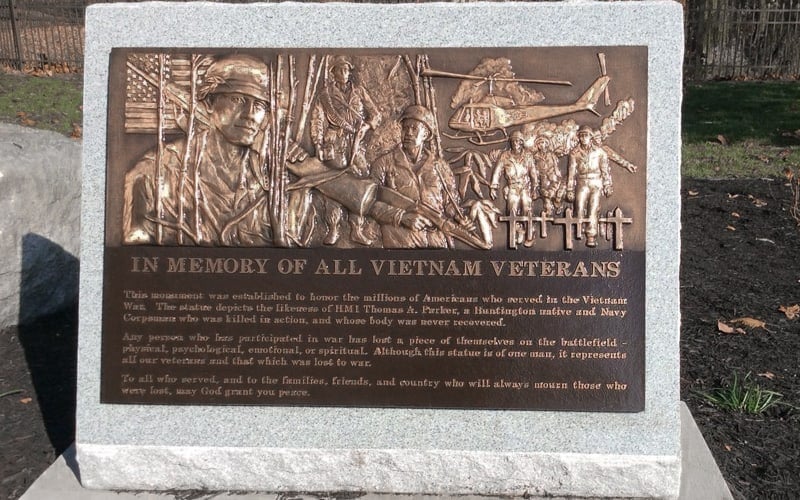 IN MEMORY OF ALL VIETNAM VETERANS
This monument was established to honor the millions of Americans who served in the Vietnam
War. The statue depicts the likeness of HM1 Thomas A. Parker, a Huntington native and Navy
Corpsman who was killed in action, and whose body was never recovered.
Any person who has participated in war has lost a piece of themselves on the battlefield -
physical, psychological, emotional, or spiritual. Although this statue is of one man, it represents
all our veterans and that which was lost to war.
To all who served, and to the families, friends, and country who will always mourn those who
were lost, may God grant you peace.